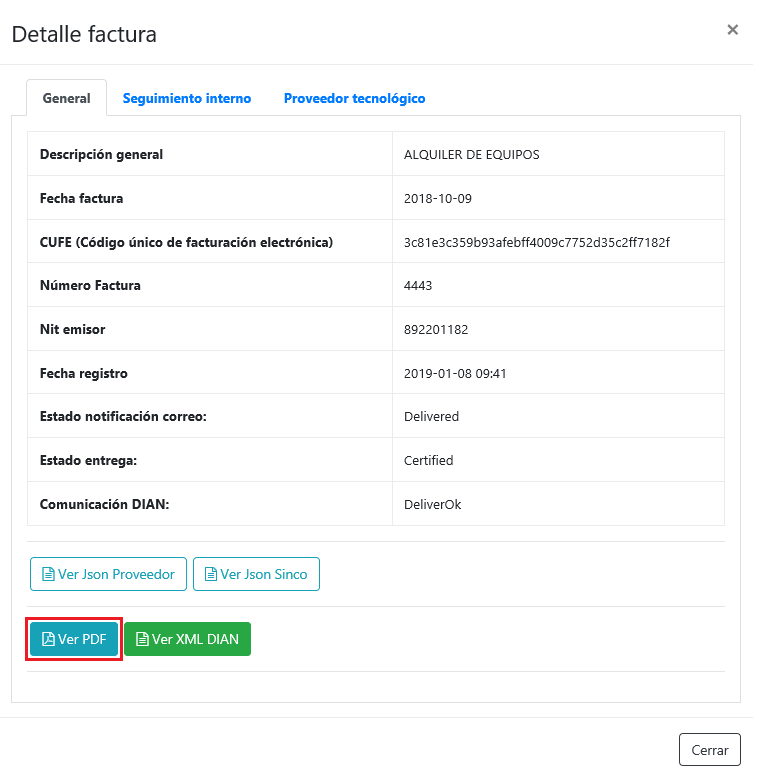 Detalle factura
×
General Seguimiento interno Proveedor tecnológico
Descripción general ALQUILER DE EQUIPOS
Fecha factura 2018-10-09
CUFE (Código único de facturación electrónica) 3c81e3c359b93afebff4009c7752d35c2ff7182f
Número Factura 4443
Nit emisor 892201182
Fecha registro 2019-01-08 09:41
Estado notificación correo: Delivered
Estado entrega: Certified
Comunicación DIAN: DeliverOk
Ver Json Proveedor Ver Json Sinco
Ver PDF Ver XML DIAN
Cerrar